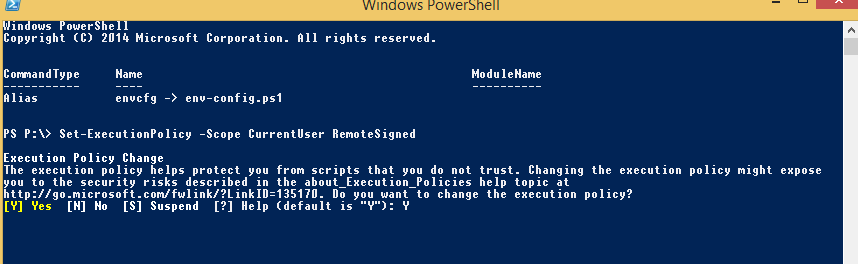 Windows PowerShell
Windows PowerShell
Copyright (C) 2014 Microsoft Corporation. All rights reserved.
CommandType Name ModuleName
----------- ---- ----------
Alias envcfg -> env-config.ps1
PS P:\> Set-ExecutionPolicy -Scope CurrentUser RemoteSigned
Execution Policy Change
The execution policy helps protect you from scripts that you do not trust. Changing the execution policy might expose
you to the security risks described in the about_Execution_Policies help topic at
http://go.microsoft.com/fwlink/?LinkID=135170. Do you want to change the execution policy?
[Y] Yes [N] No [S] Suspend [?] Help (default is "Y"): Y